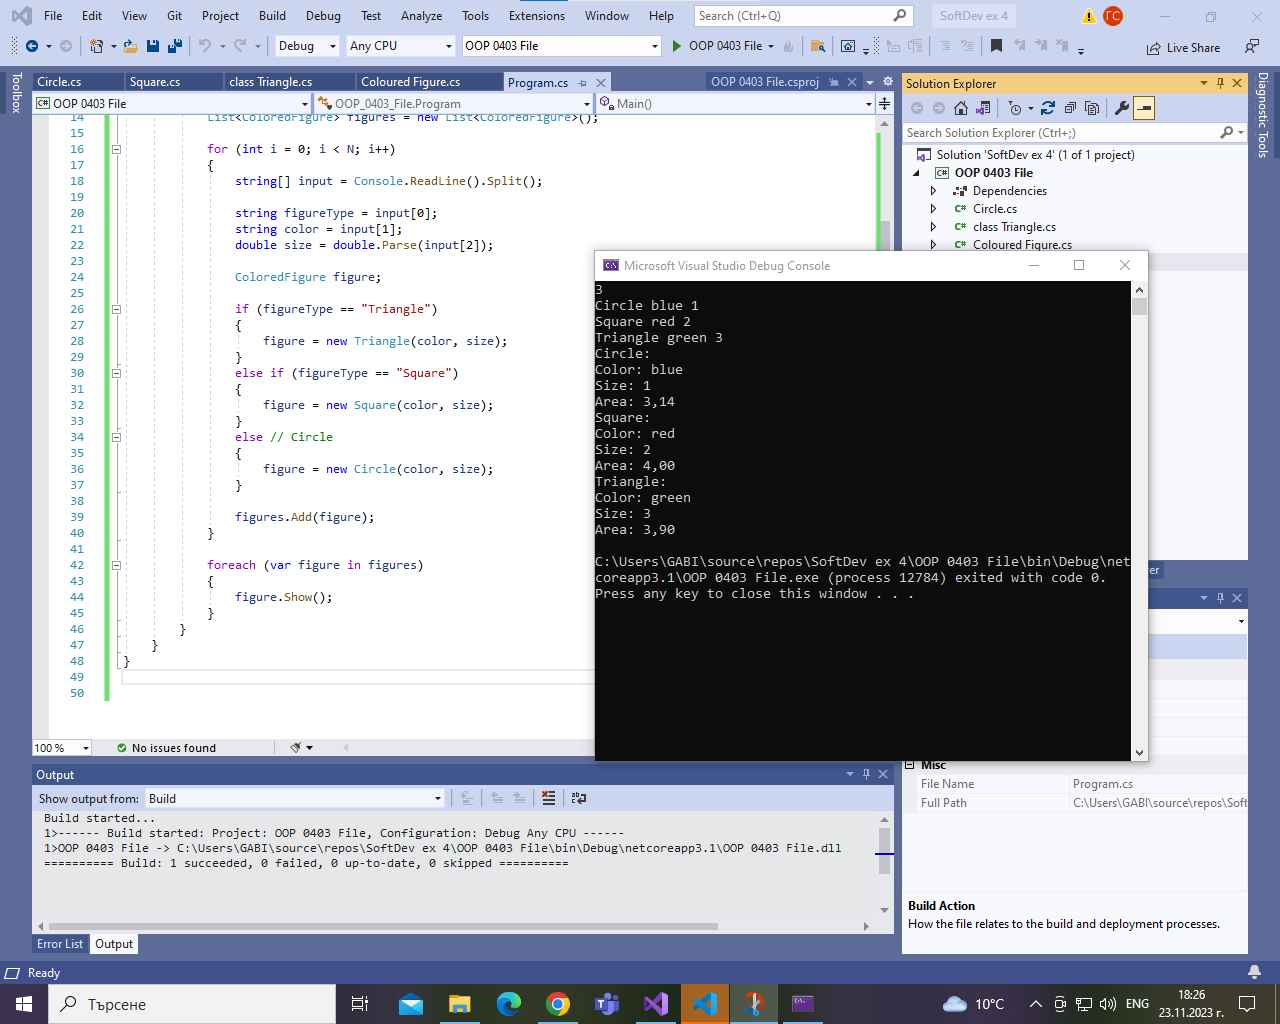 File Edit View Git Project Build Debug Test Analyze Tools Extensions Window Help Search (Ctrl+Q) SoftDev ex 4 ГС
Debug Any CPU OOP 0403 File OOP 0403 File Live Share
Toolbox
Circle.cs Square.cs class Triangle.cs Coloured Figure.cs Program.cs OOP 0403 File.csproj
OOP 0403 File OOP_0403_File.Program Main()
14 List<ColoredFigure> figures = new List<ColoredFigure>();
15
16 for (int i = 0; i < N; i++)
17 {
18 string[] input = Console.ReadLine().Split();
19
20 string figureType = input[0];
21 string color = input[1];
22 double size = double.Parse(input[2]);
23
24 ColoredFigure figure;
25
26 if (figureType == "Triangle")
27 {
28 figure = new Triangle(color, size);
29 }
30 else if (figureType == "Square")
31 {
32 figure = new Square(color, size);
33 }
34 else // Circle
35 {
36 figure = new Circle(color, size);
37 }
38
39 figures.Add(figure);
40 }
41
42 foreach (var figure in figures)
43 {
44 figure.Show();
45 }
46 }
47 }
48 }
49
50
100 % No issues found
Solution Explorer
Search Solution Explorer (Ctrl+;)
Solution 'SoftDev ex 4' (1 of 1 project)
OOP 0403 File
Dependencies
Circle.cs
class Triangle.cs
Coloured Figure.cs
Diagnostic Tools
Microsoft Visual Studio Debug Console
3
Circle blue 1
Square red 2
Triangle green 3
Circle:
Color: blue
Size: 1
Area: 3,14
Square:
Color: red
Size: 2
Area: 4,00
Triangle:
Color: green
Size: 3
Area: 3,90
C:\Users\GABI\source\repos\SoftDev ex 4\OOP 0403 File\bin\Debug\net
coreapp3.1\OOP 0403 File.exe (process 12784) exited with code 0.
Press any key to close this window . . .
Misc
File Name Program.cs
Full Path C:\Users\GABI\source\repos\Soft
Build Action
How the file relates to the build and deployment processes.
Output
Show output from: Build
Build started...
1>------ Build started: Project: OOP 0403 File, Configuration: Debug Any CPU ------
1>OOP 0403 File -> C:\Users\GABI\source\repos\SoftDev ex 4\OOP 0403 File\bin\Debug\netcoreapp3.1\OOP 0403 File.dll
========== Build: 1 succeeded, 0 failed, 0 up-to-date, 0 skipped ==========
Error List Output
Ready
Търсене 10°C ENG 18:26
23.11.2023 г.